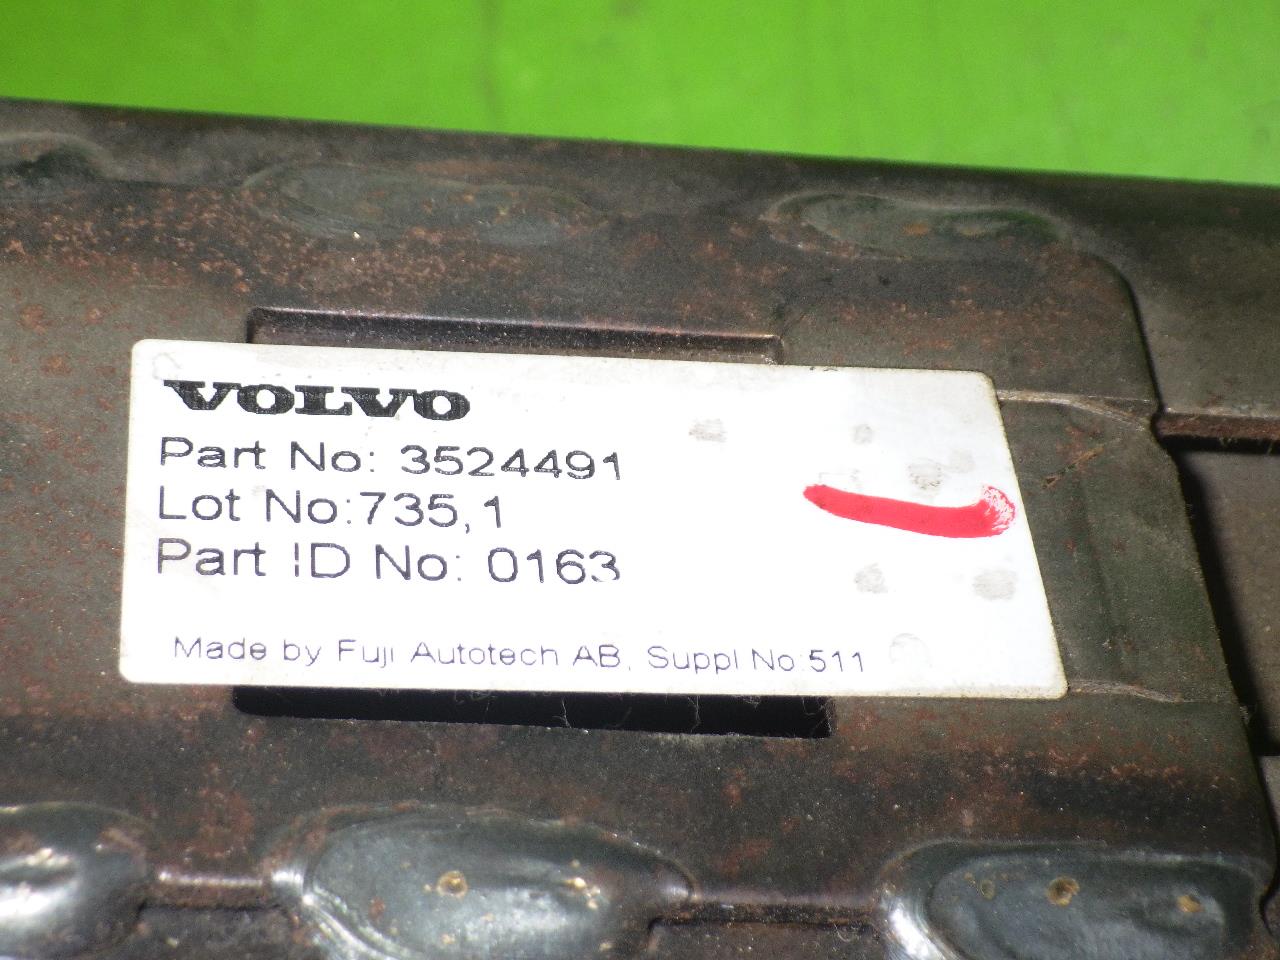 VOLVO
Part No: 3524491
Lot No:735,1
Part ID No: 0163
Made by Fuji Autotech AB, Suppl No:511